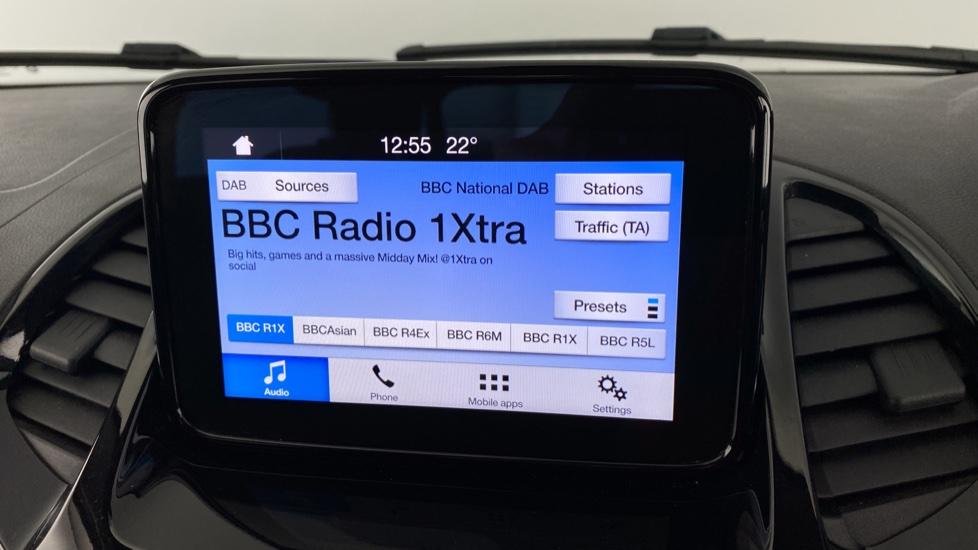 12:55 22°
DAB Sources BBC National DAB Stations
BBC Radio 1Xtra
Traffic (TA)
Big hits, games and a massive Midday Mix! @1Xtra on
social
Presets
BBC R1X BBCAsian BBC R4Ex BBC R6M BBC R1X BBC R5L
Audio Phone Mobile apps Settings